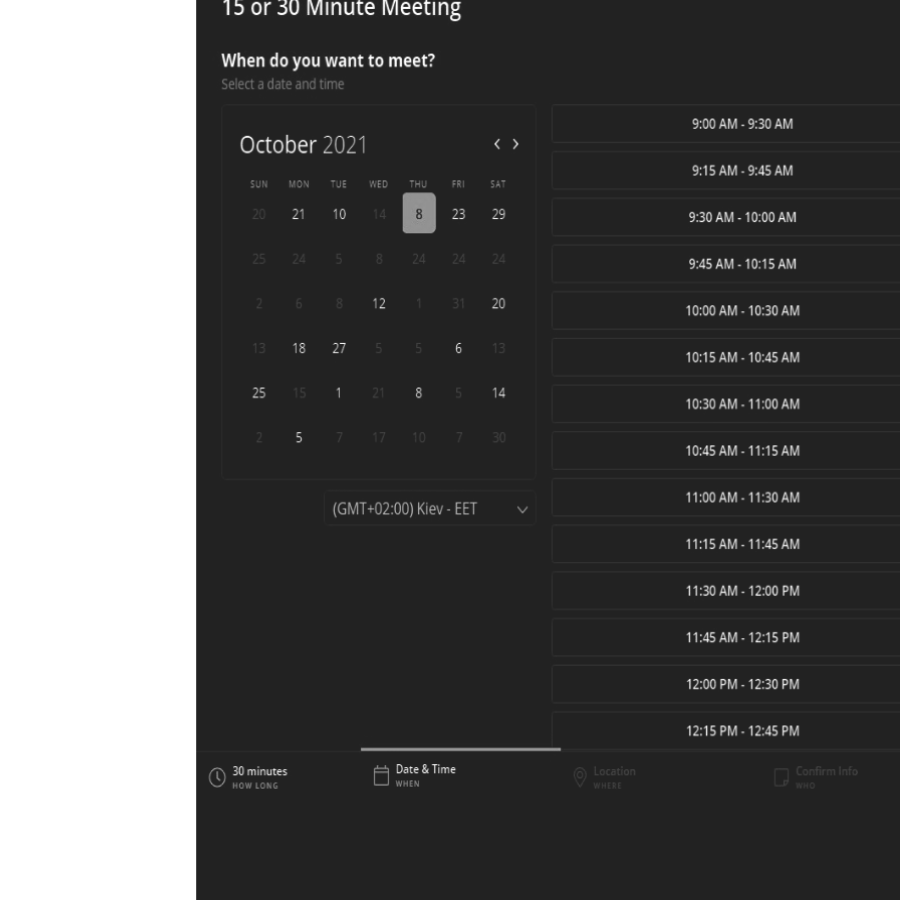 15 or 30 Minute Meeting
When do you want to meet?
Select a date and time
October 2021
SUN MON TUE WED THU FRI SAT
20 21 10 14 8 23 29
25 24 5 8 24 24 24
2 6 8 12 1 31 20
13 18 27 5 5 6 13
25 15 1 21 8 5 14
2 5 7 17 10 7 30
(GMT+02:00) Kiev - EET
9:00 AM - 9:30 AM
9:15 AM - 9:45 AM
9:30 AM - 10:00 AM
9:45 AM - 10:15 AM
10:00 AM - 10:30 AM
10:15 AM - 10:45 AM
10:30 AM - 11:00 AM
10:45 AM - 11:15 AM
11:00 AM - 11:30 AM
11:15 AM - 11:45 AM
11:30 AM - 12:00 PM
11:45 AM - 12:15 PM
12:00 PM - 12:30 PM
12:15 PM - 12:45 PM
30 minutes
HOW LONG
Date & Time
WHEN
Location
WHERE
Confirm Info
WHO